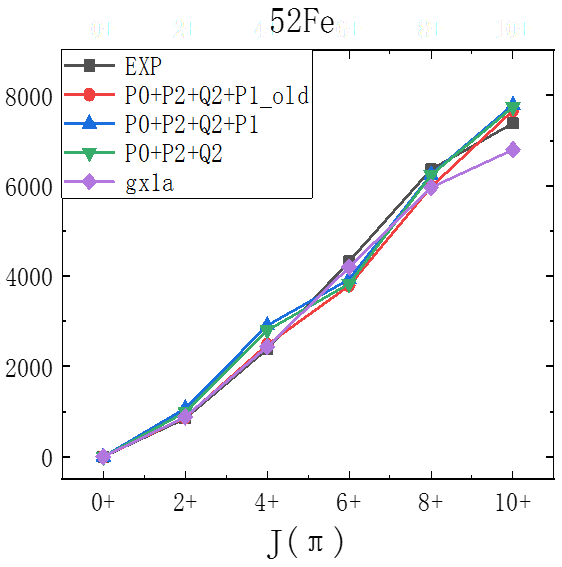 52Fe
EXP
P0+P2+Q2+P1_old
P0+P2+Q2+P1
P0+P2+Q2
gx1a
8000
6000
4000
2000
0
0+ 2+ 4+ 6+ 8+ 10+
J(π)